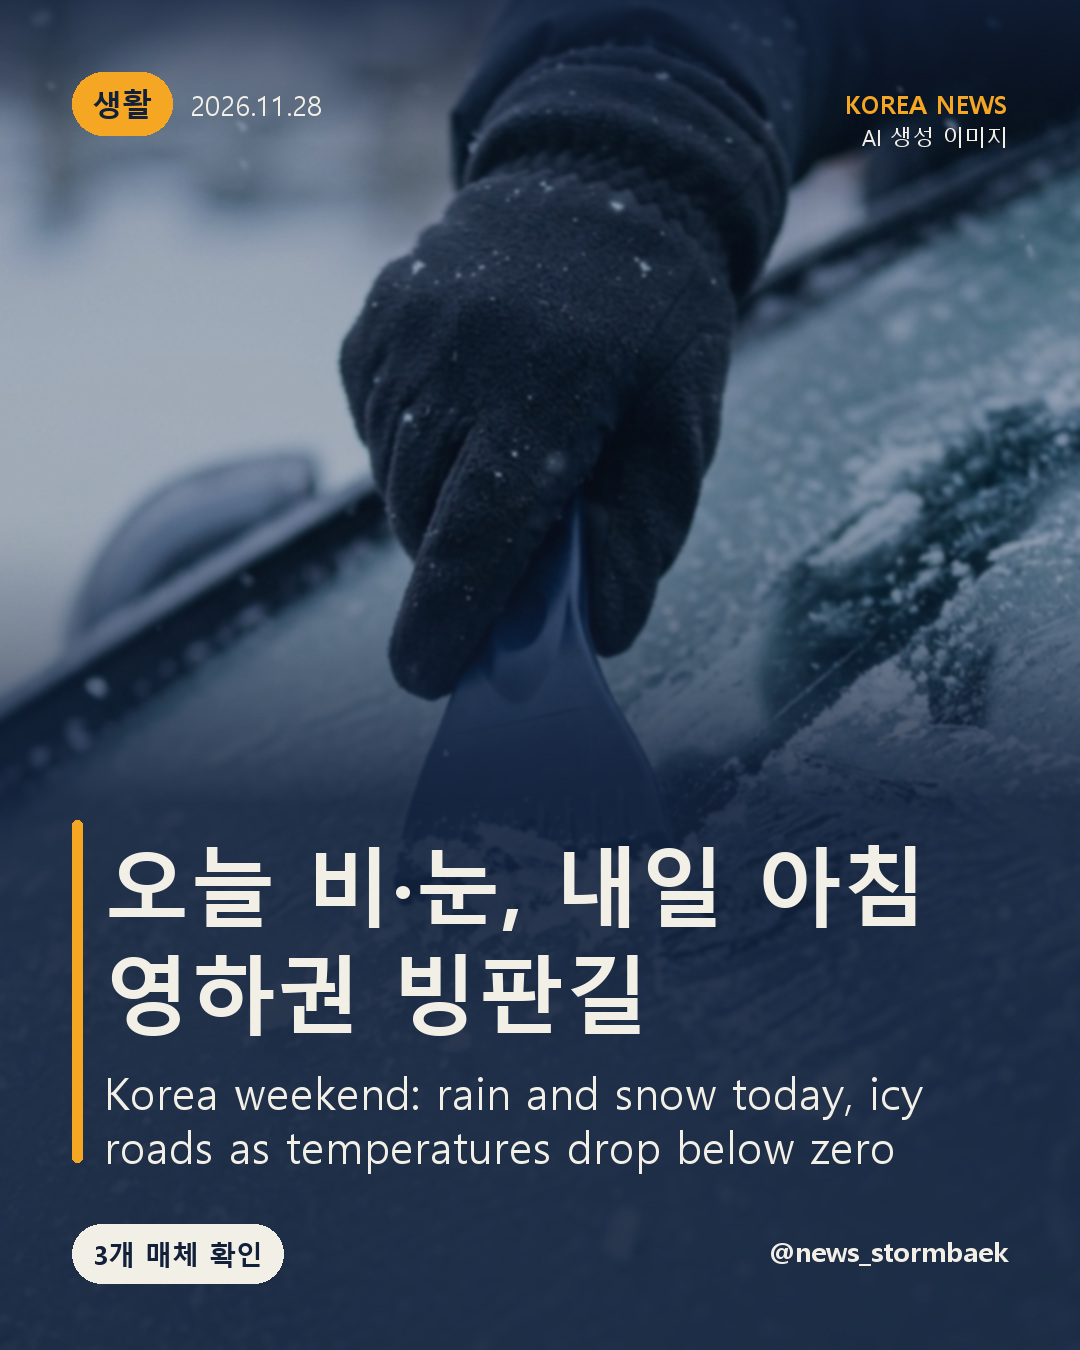 생활 2026.11.28
KOREA NEWS
AI 생성 이미지
오늘 비·눈, 내일 아침
영하권 빙판길
Korea weekend: rain and snow today, icy
roads as temperatures drop below zero
3개 매체 확인
@news_stormbaek